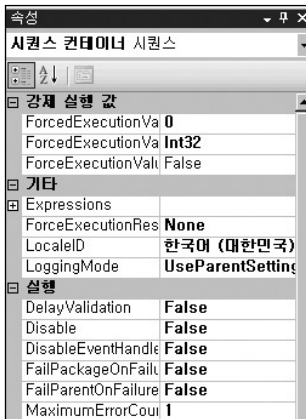 속성
시퀀스 컨테이너 시퀀스
강제 실행 값
ForcedExecutionVa 0
ForcedExecutionVa Int32
ForceExecutionValu False
기타
Expressions
ForceExecutionRes None
LocaleID 한국어 (대한민국)
LoggingMode UseParentSetting
실행
DelayValidation False
Disable False
DisableEventHandle False
FailPackageOnFailu False
FailParentOnFailure False
MaximumErrorCour 1